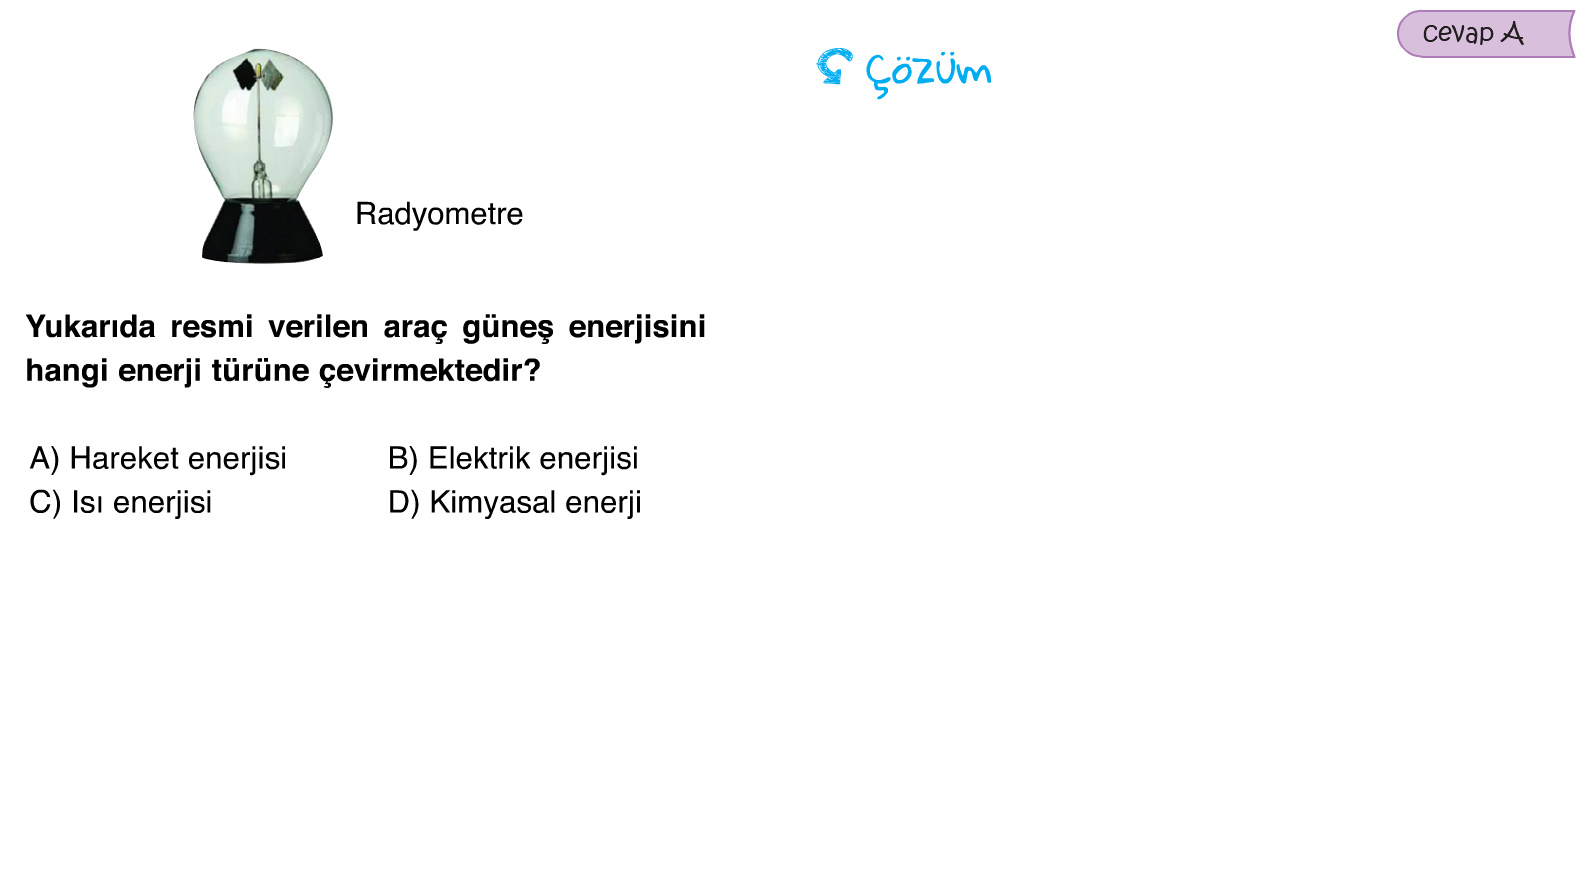 Radyometre
Yukarıda resmi verilen araç güneş enerjisini
hangi enerji türüne çevirmektedir?
A) Hareket enerjisi B) Elektrik enerjisi
C) Isı enerjisi D) Kimyasal enerji
Çözüm
Cevap A